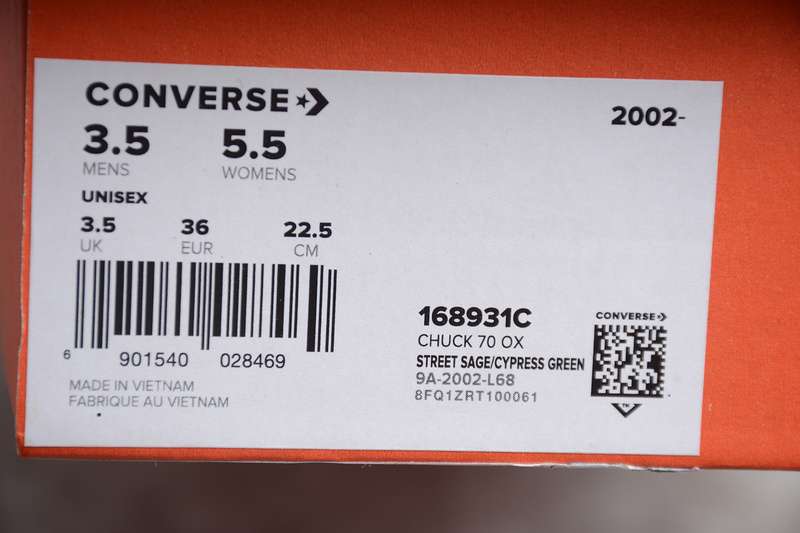 CONVERSE
2002-
3.5 5.5
MENS WOMENS
UNISEX
3.5 36 22.5
UK EUR CM
6 901540 028469
MADE IN VIETNAM
FABRIQUE AU VIETNAM
168931C
CHUCK 70 OX
STREET SAGE/CYPRESS GREEN
9A-2002-L68
8FQ1ZRT100061
CONVERSE
TM